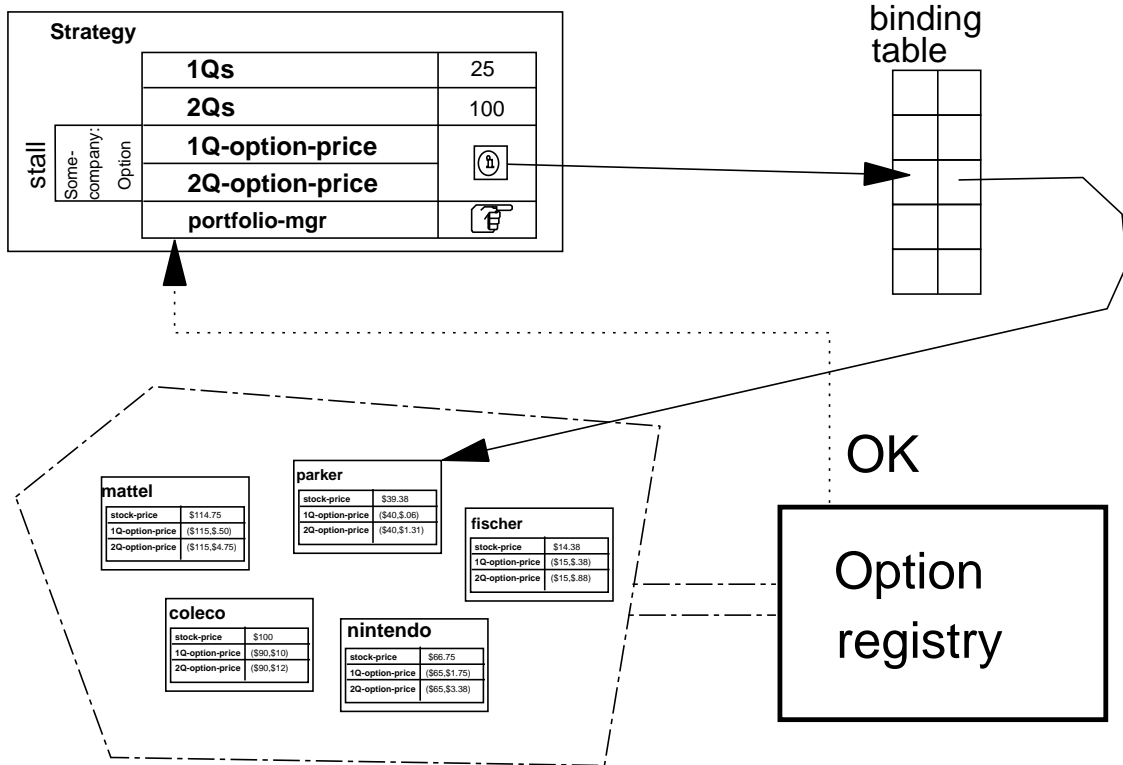 Strategy
1Qs 25
2Qs 100
stall
Some-
company:
Option
1Q-option-price
2Q-option-price
portfolio-mgr
binding
table
OK
Option
registry
mattel
stock-price $114.75
1Q-option-price ($115,$.50)
2Q-option-price ($115,$4.75)
parker
stock-price $39.38
1Q-option-price ($40,$.06)
2Q-option-price ($40,$1.31)
fischer
stock-price $14.38
1Q-option-price ($15,$.38)
2Q-option-price ($15,$.88)
coleco
stock-price $100
1Q-option-price ($90,$10)
2Q-option-price ($90,$12)
nintendo
stock-price $66.75
1Q-option-price ($65,$1.75)
2Q-option-price ($65,$3.38)